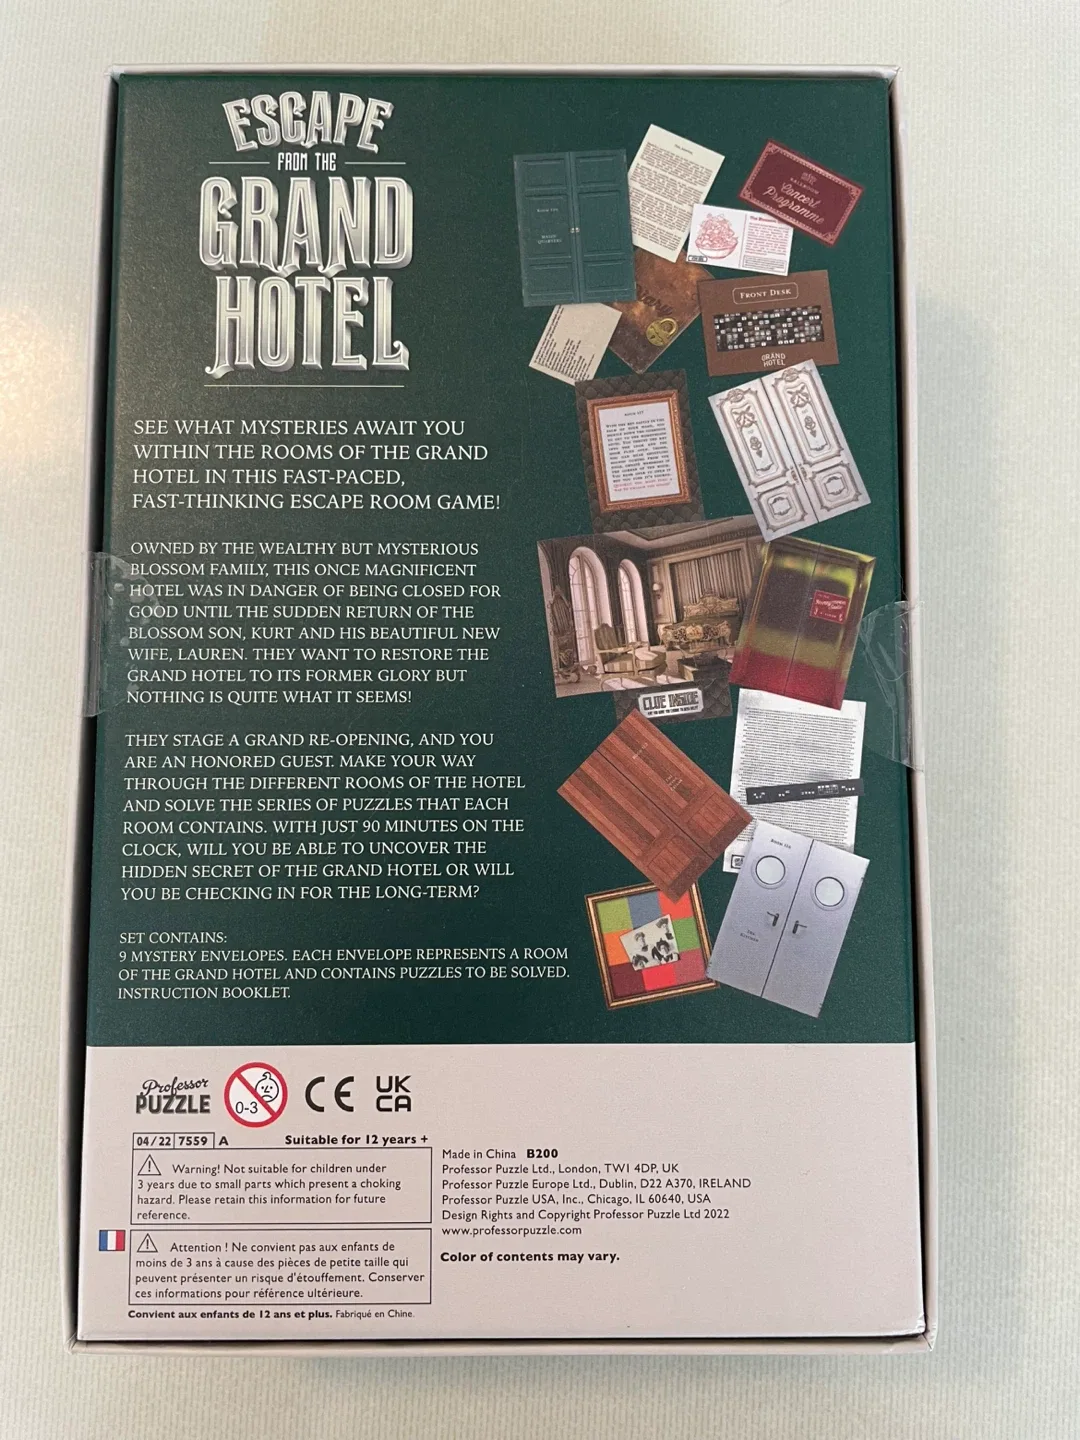 ESCAPE
FROM THE
GRAND
HOTEL
SEE WHAT MYSTERIES AWAIT YOU
WITHIN THE ROOMS OF THE GRAND
HOTEL IN THIS FAST-PACED,
FAST-THINKING ESCAPE ROOM GAME!
OWNED BY THE WEALTHY BUT MYSTERIOUS
BLOSSOM FAMILY, THIS ONCE MAGNIFICENT
HOTEL WAS IN DANGER OF BEING CLOSED FOR
GOOD UNTIL THE SUDDEN RETURN OF THE
BLOSSOM SON, KURT AND HIS BEAUTIFUL NEW
WIFE, LAUREN. THEY WANT TO RESTORE THE
GRAND HOTEL TO ITS FORMER GLORY BUT
NOTHING IS QUITE WHAT IT SEEMS!
THEY STAGE A GRAND RE-OPENING, AND YOU
ARE AN HONORED GUEST. MAKE YOUR WAY
THROUGH THE DIFFERENT ROOMS OF THE HOTEL
AND SOLVE THE SERIES OF PUZZLES THAT EACH
ROOM CONTAINS. WITH JUST 90 MINUTES ON THE
CLOCK, WILL YOU BE ABLE TO UNCOVER THE
HIDDEN SECRET OF THE GRAND HOTEL OR WILL
YOU BE CHECKING IN FOR THE LONG-TERM?
SET CONTAINS:
9 MYSTERY ENVELOPES. EACH ENVELOPE REPRESENTS A ROOM
OF THE GRAND HOTEL AND CONTAINS PUZZLES TO BE SOLVED.
INSTRUCTION BOOKLET.
Concert
Programme
Diary
FRONT DESK
GRAND
HOTEL
CLUE INSIDE
Professor
PUZZLE
0-3
CE
UK
CA
04/22 7559 A
Suitable for 12 years +
Warning! Not suitable for children under
3 years due to small parts which present a choking
hazard. Please retain this information for future
reference.
Attention ! Ne convient pas aux enfants de
moins de 3 ans à cause des pièces de petite taille qui
peuvent présenter un risque d'étouffement. Conserver
ces informations pour référence ultérieure.
Convient aux enfants de 12 ans et plus. Fabriqué en Chine.
Made in China B200
Professor Puzzle Ltd., London, TW1 4DP, UK
Professor Puzzle Europe Ltd., Dublin, D22 A370, IRELAND
Professor Puzzle USA, Inc., Chicago, IL 60640, USA
Design Rights and Copyright Professor Puzzle Ltd 2022
www.professorpuzzle.com
Color of contents may vary.